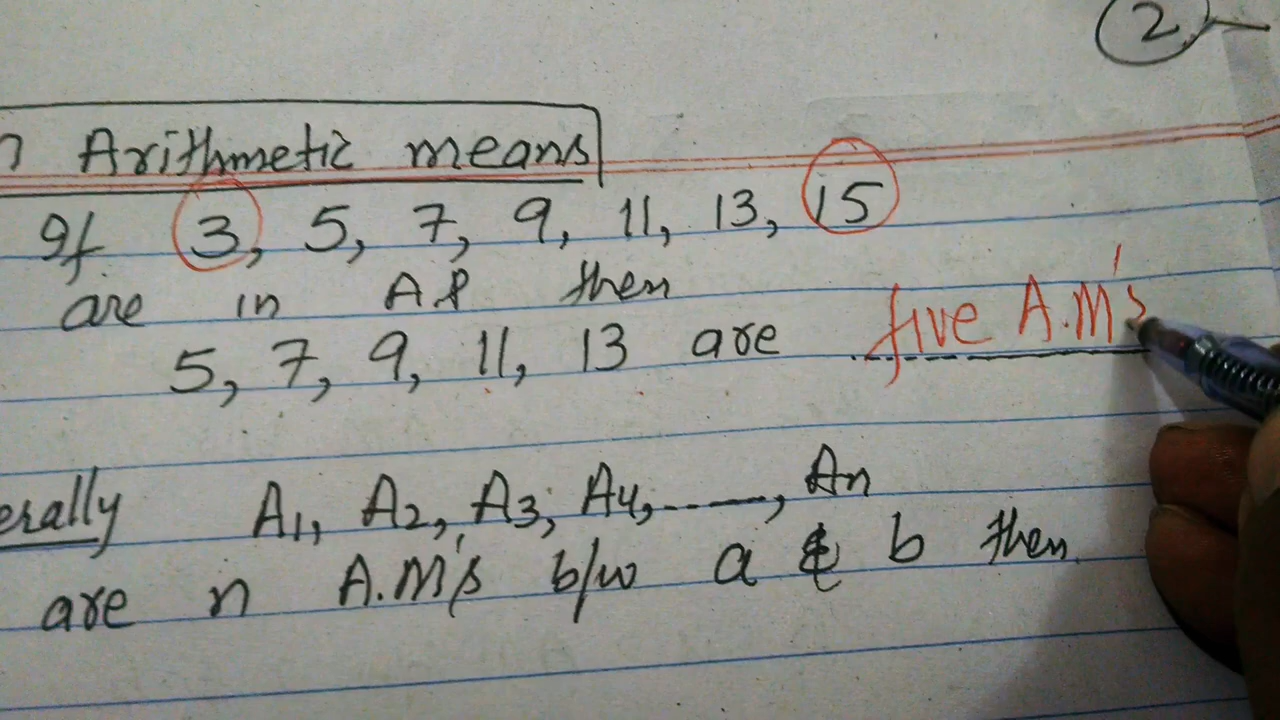 2
n Arithmetic means
If 3, 5, 7, 9, 11, 13, 15
are in AP then
5, 7, 9, 11, 13 are five A.M's
erally A1, A2, A3, A4,-----, An
are n A.M's b/w a & b then